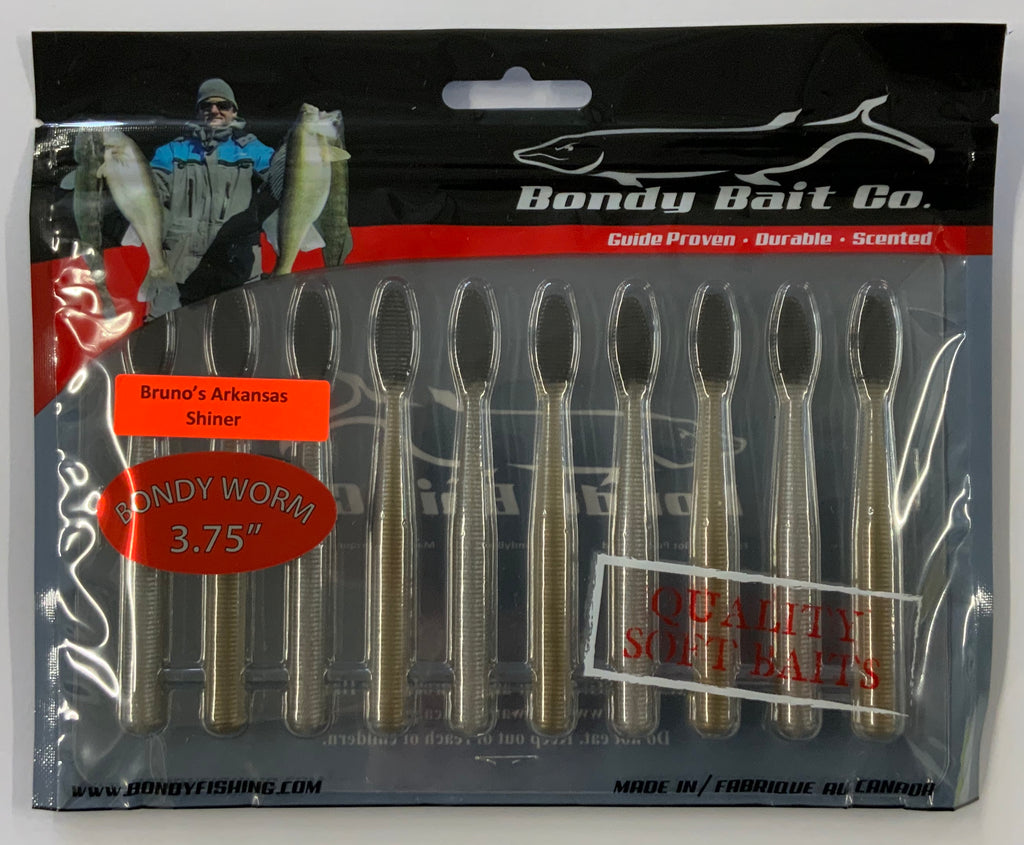 Bondy Bait Co.
Guide Proven · Durable · Scented
Bruno's Arkansas
Shiner
BONDY WORM
3.75"
QUALITY
SOFT BAITS
Do not eat. Keep out of reach of childern.
www.BONDYFISHING.COM
MADE IN/ FABRIQUE AU CANADA